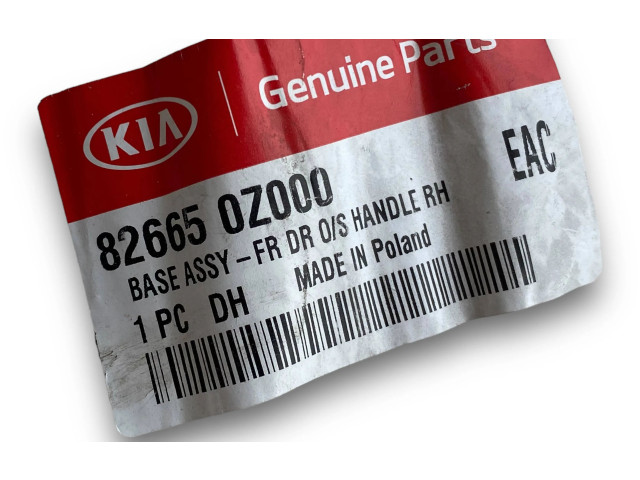 KIA Genuine Parts
82665 0Z000 EAC
BASE ASSY-FR DR O/S HANDLE RH
1 PC DH MADE IN Poland